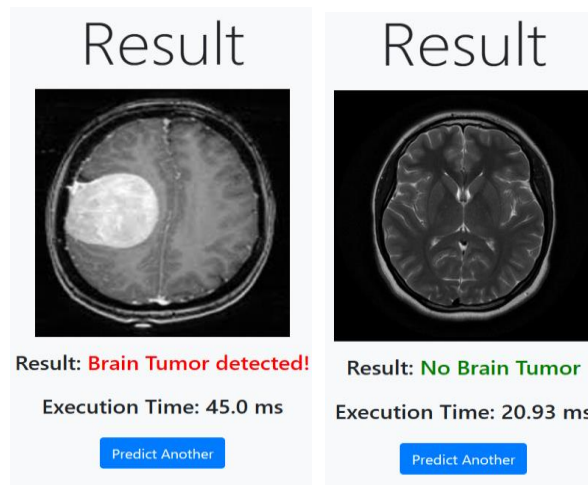 Result
Result: Brain Tumor detected!
Execution Time: 45.0 ms
Predict Another
Result
Result: No Brain Tumor
Execution Time: 20.93 ms
Predict Another